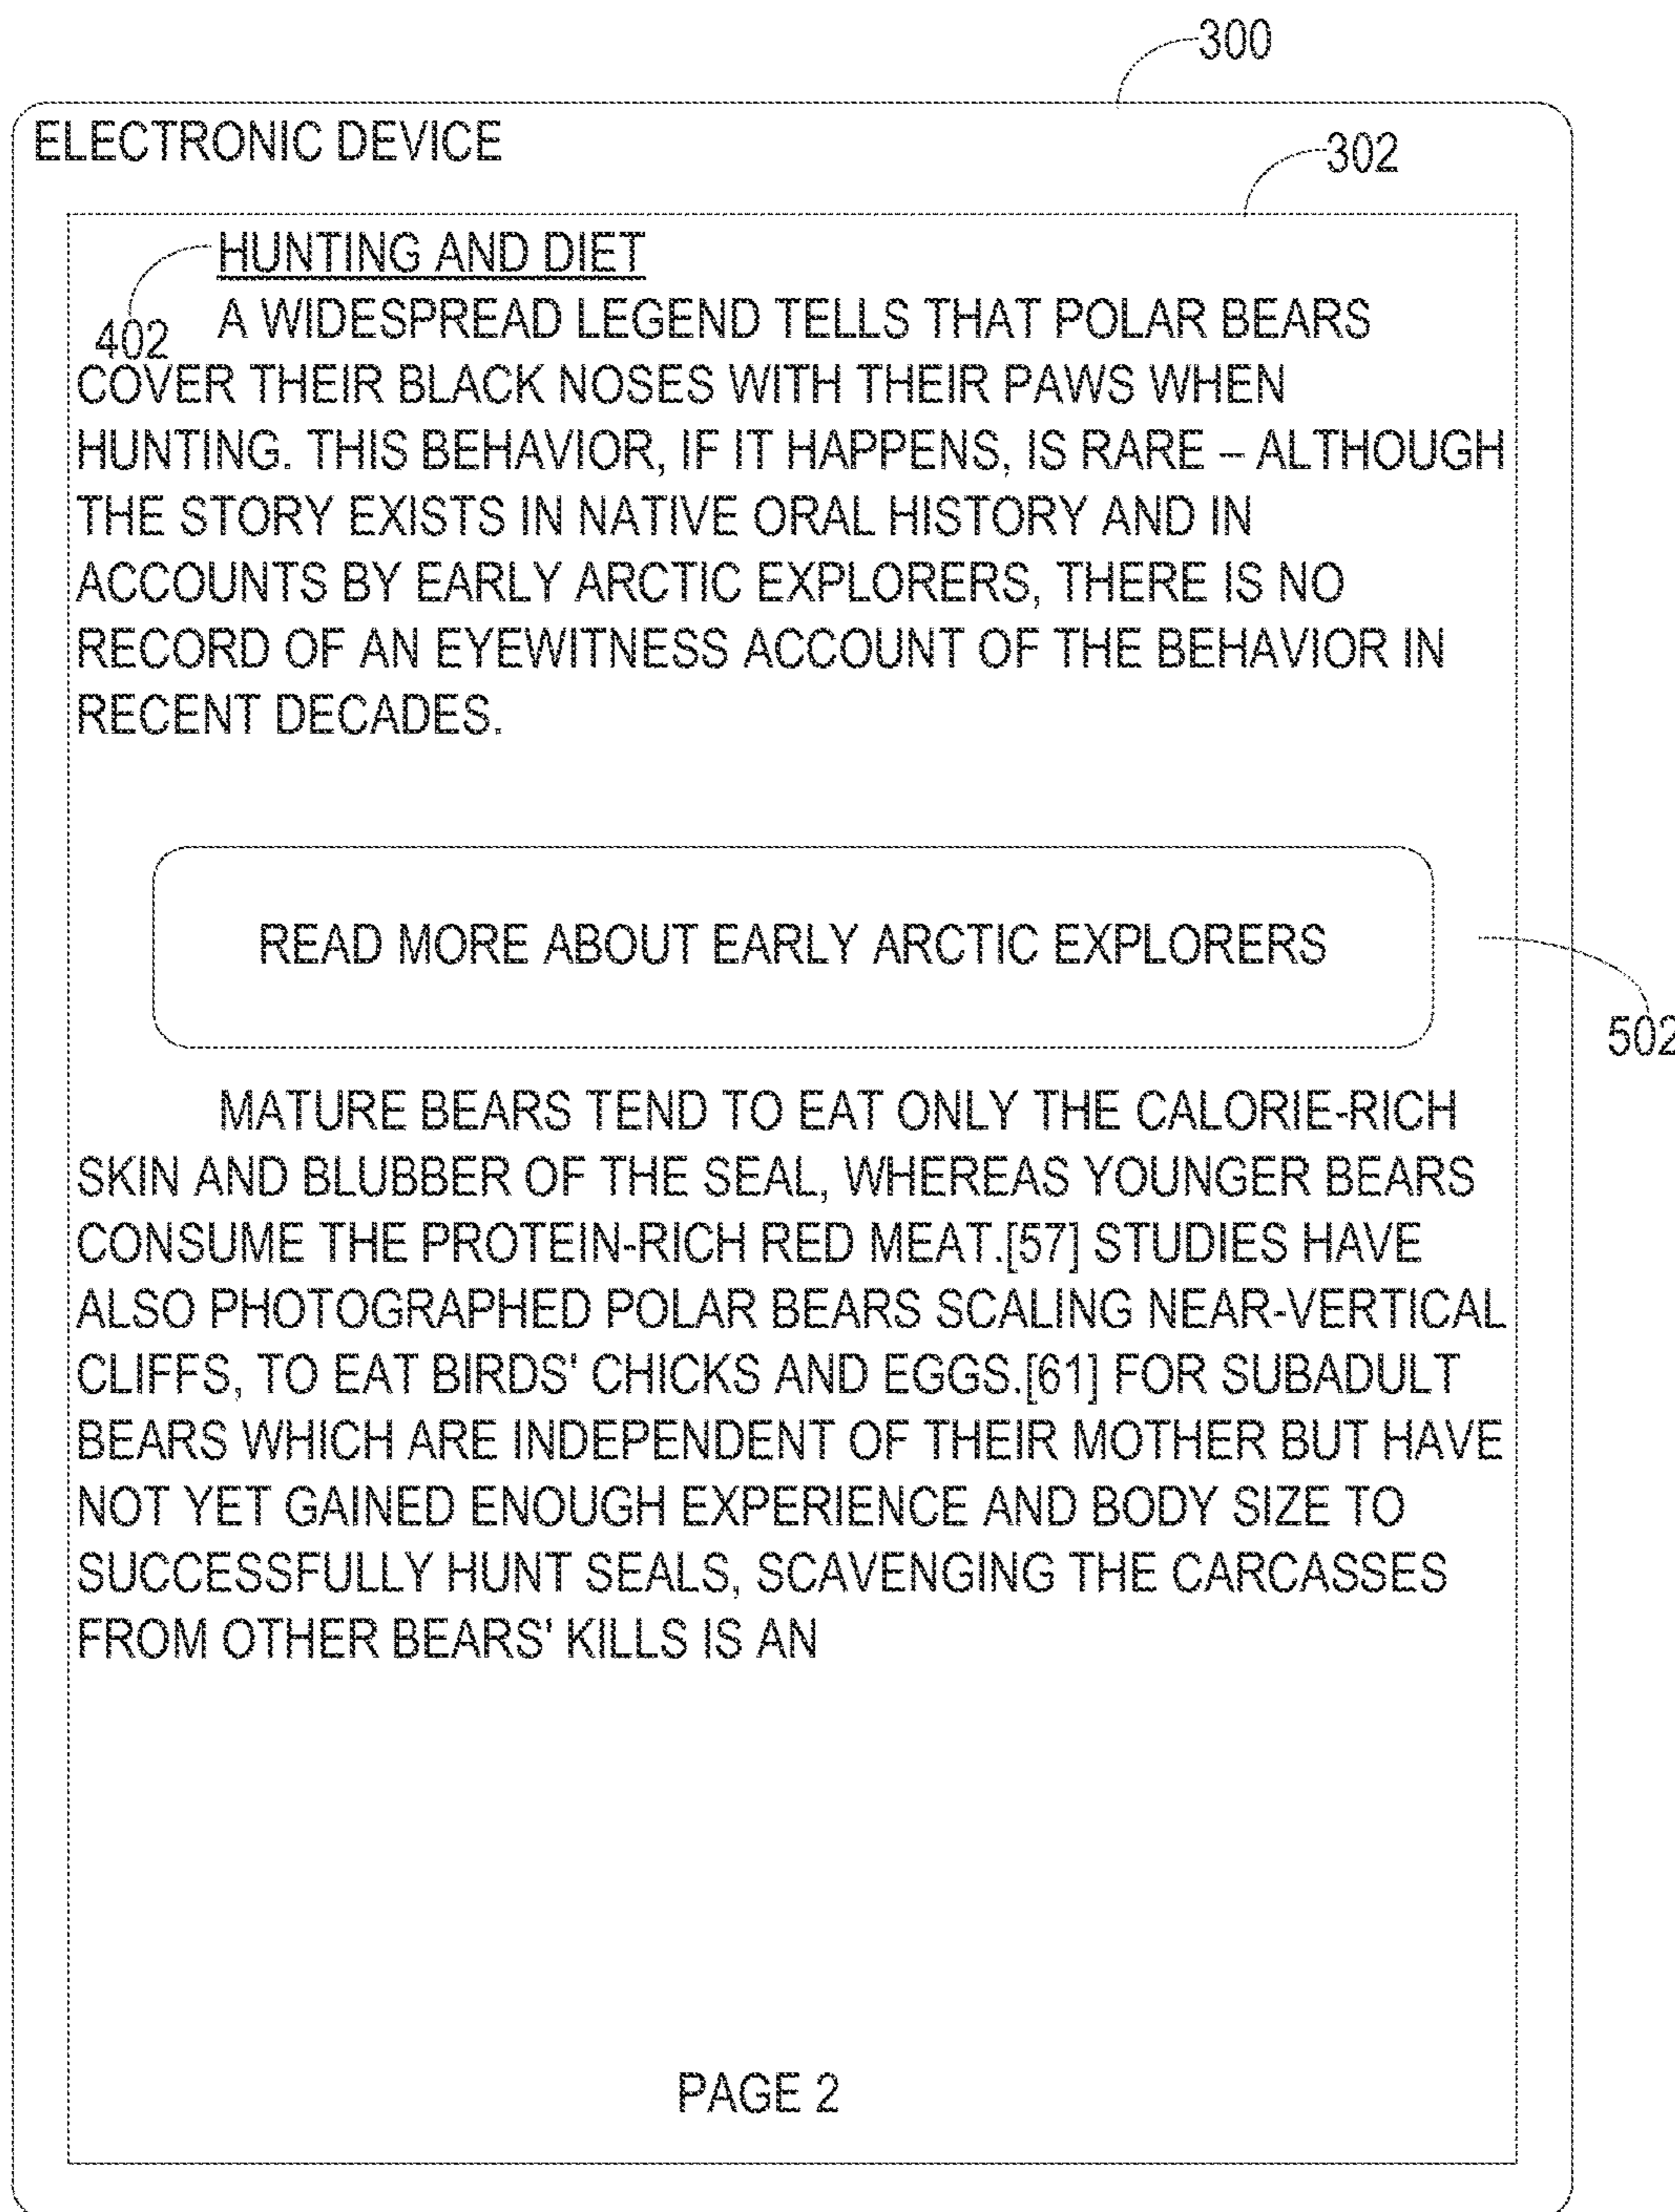 300
ELECTRONIC DEVICE
302
HUNTING AND DIET
402
A WIDESPREAD LEGEND TELLS THAT POLAR BEARS
COVER THEIR BLACK NOSES WITH THEIR PAWS WHEN
HUNTING. THIS BEHAVIOR, IF IT HAPPENS, IS RARE – ALTHOUGH
THE STORY EXISTS IN NATIVE ORAL HISTORY AND IN
ACCOUNTS BY EARLY ARCTIC EXPLORERS, THERE IS NO
RECORD OF AN EYEWITNESS ACCOUNT OF THE BEHAVIOR IN
RECENT DECADES.
READ MORE ABOUT EARLY ARCTIC EXPLORERS
502
MATURE BEARS TEND TO EAT ONLY THE CALORIE-RICH
SKIN AND BLUBBER OF THE SEAL, WHEREAS YOUNGER BEARS
CONSUME THE PROTEIN-RICH RED MEAT.[57] STUDIES HAVE
ALSO PHOTOGRAPHED POLAR BEARS SCALING NEAR-VERTICAL
CLIFFS, TO EAT BIRDS' CHICKS AND EGGS.[61] FOR SUBADULT
BEARS WHICH ARE INDEPENDENT OF THEIR MOTHER BUT HAVE
NOT YET GAINED ENOUGH EXPERIENCE AND BODY SIZE TO
SUCCESSFULLY HUNT SEALS, SCAVENGING THE CARCASSES
FROM OTHER BEARS' KILLS IS AN
PAGE 2